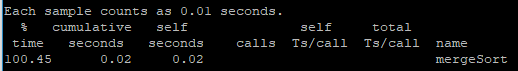 Each sample counts as 0.01 seconds.
% cumulative self self total
time seconds seconds calls Ts/call Ts/call name
100.45 0.02 0.02 mergeSort